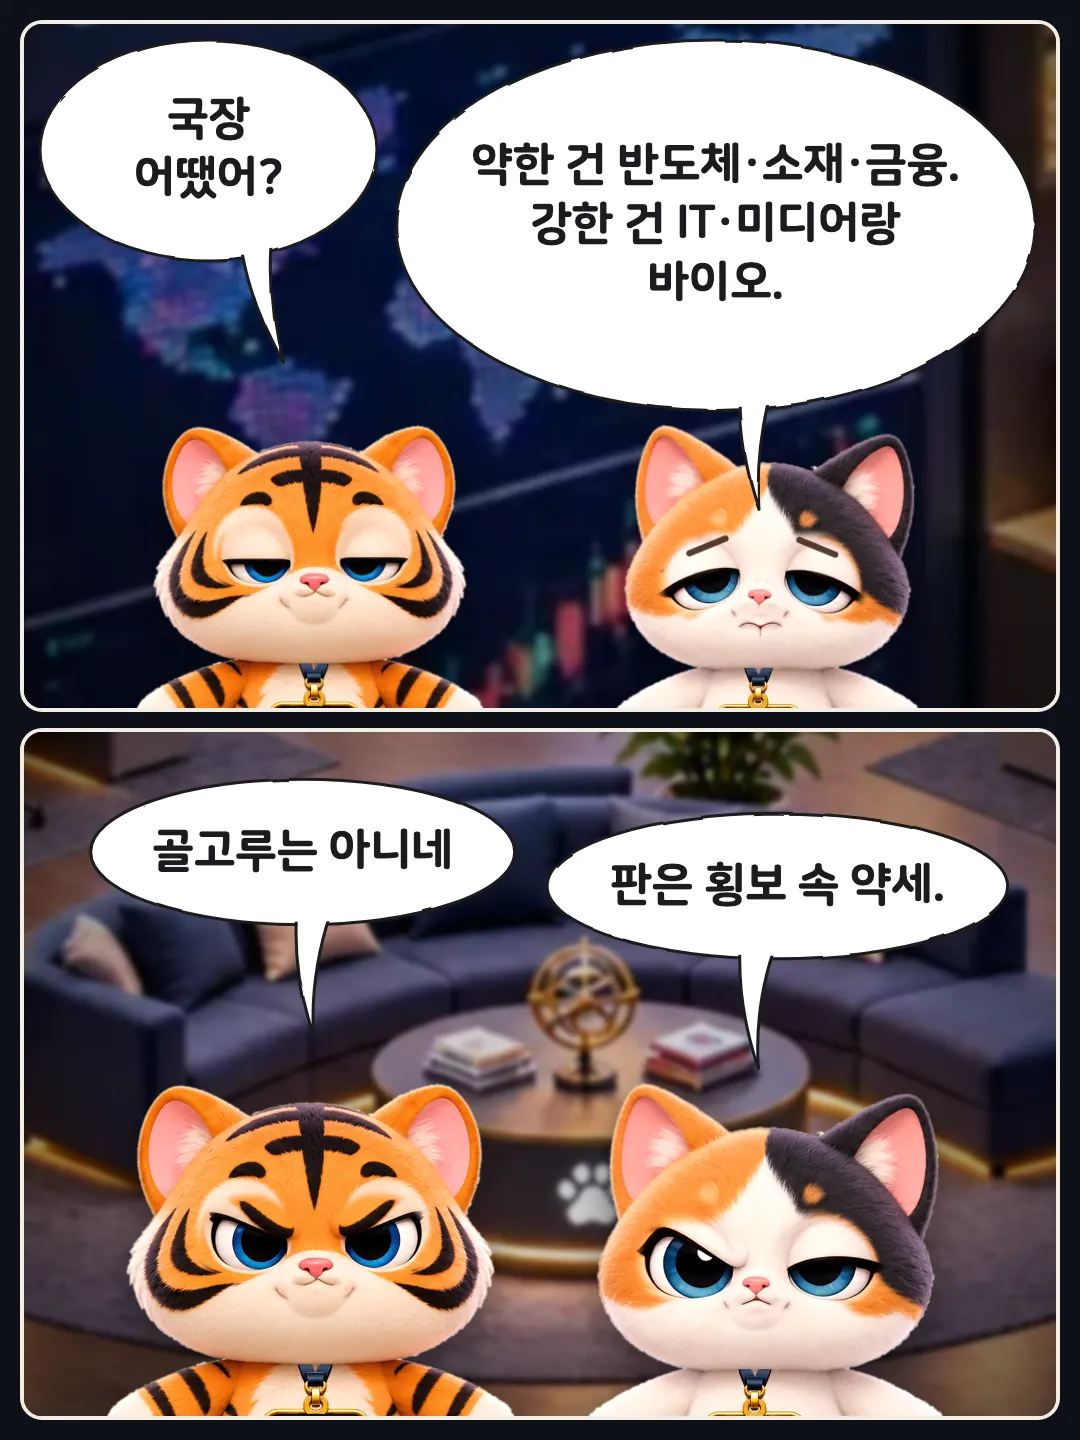 국장
어땠어?
약한 건 반도체·소재·금융.
강한 건 IT·미디어랑
바이오.
골고루는 아니네
판은 횡보 속 약세.